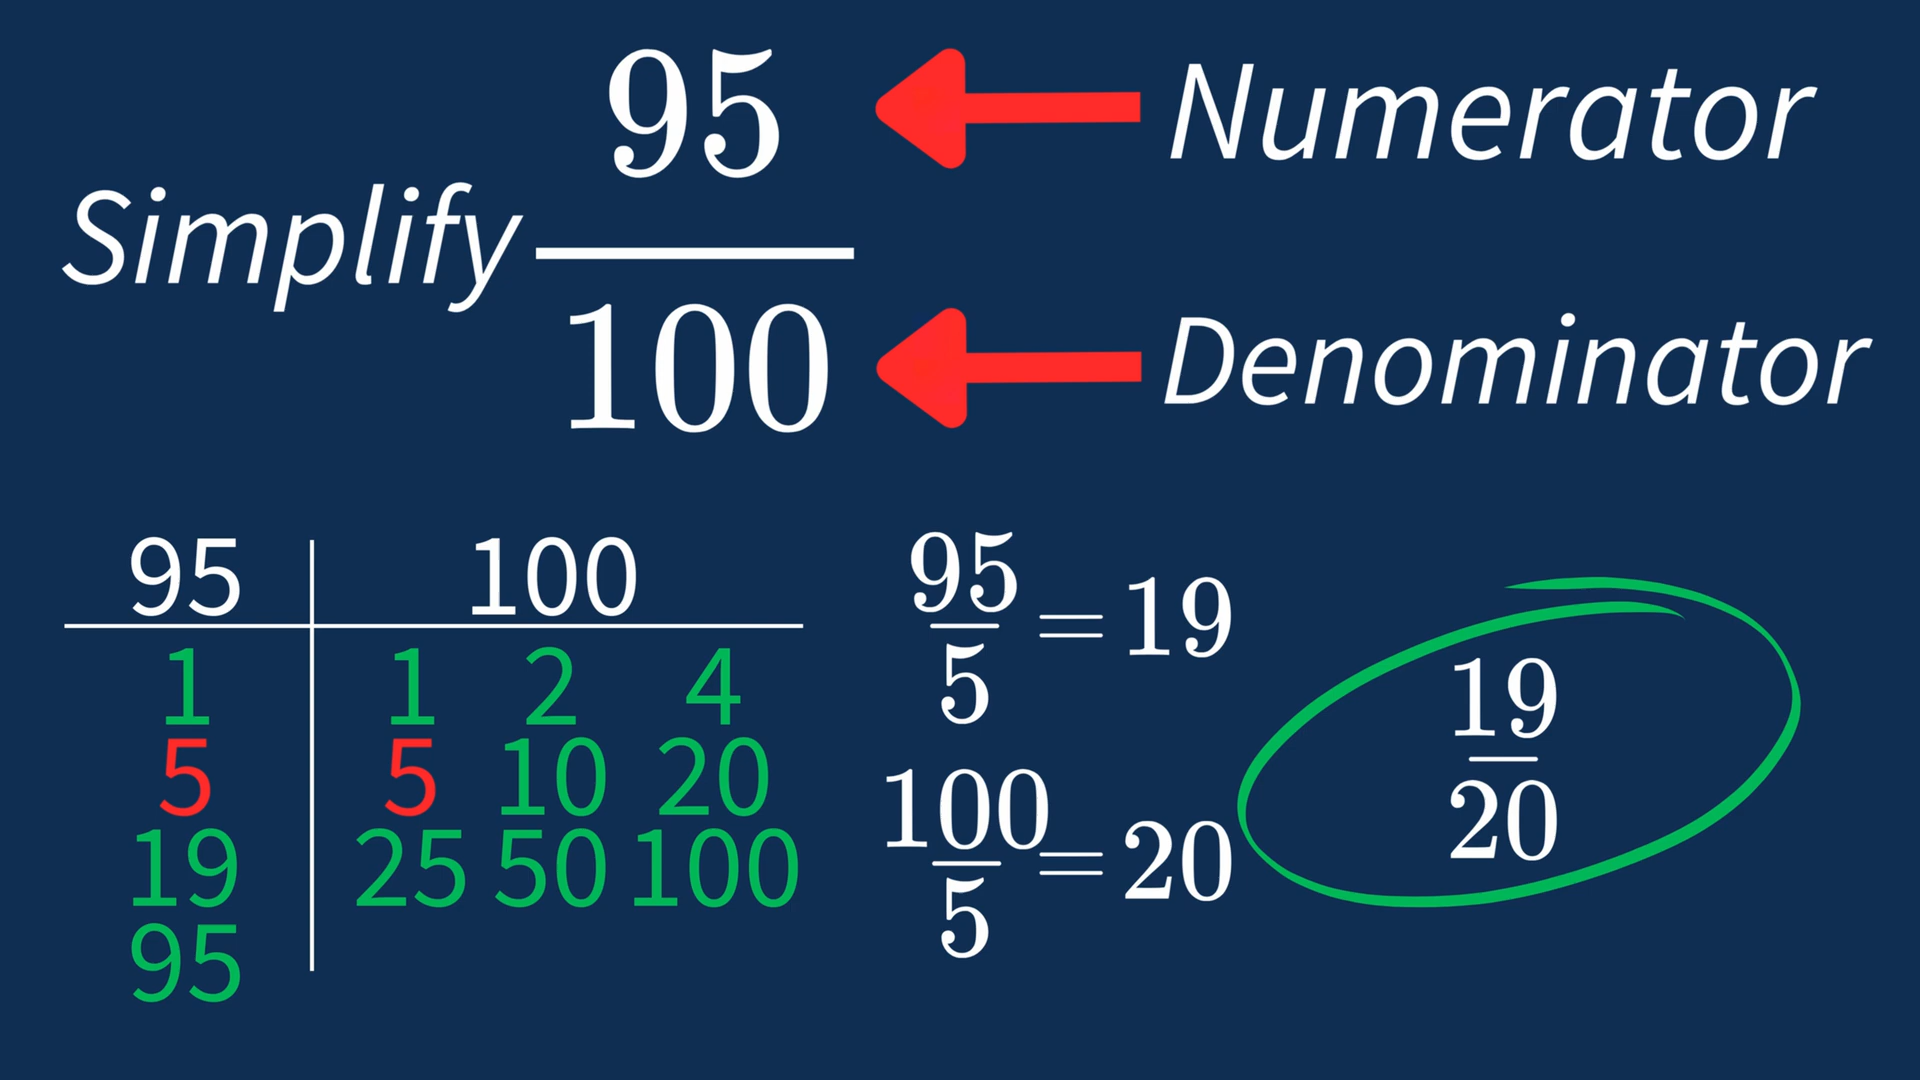 95 Numerator
Simplify
100 Denominator
95 100
1 1 2 4
5 5 10 20
19 25 50 100
95
95
5
= 19
100
5
= 20
19
20